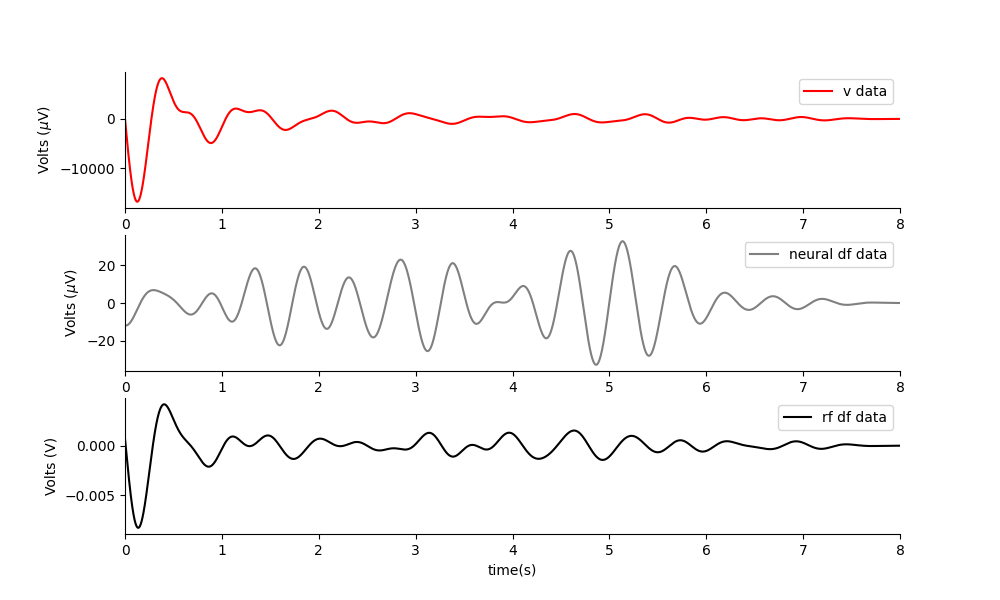 v data
Volts (μV)
0
−10000
0 1 2 3 4 5 6 7 8
neural df data
Volts (μV)
20
0
−20
0 1 2 3 4 5 6 7 8
rf df data
Volts (V)
0.000
−0.005
0 1 2 3 4 5 6 7 8
time(s)